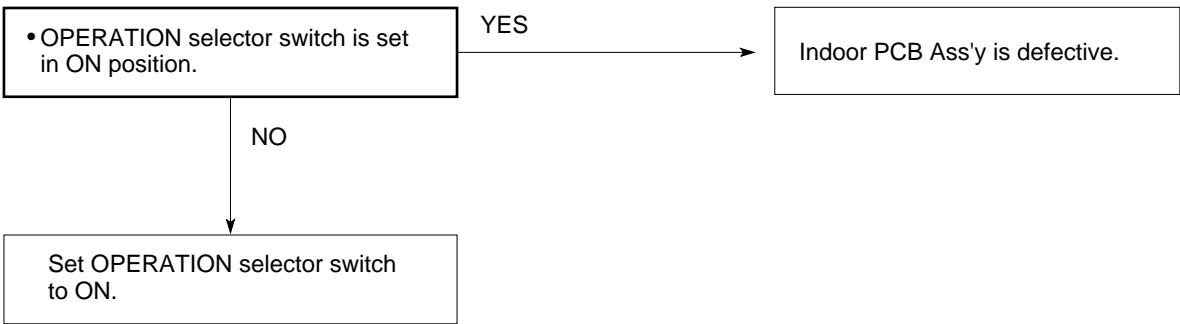 • OPERATION selector switch is set
in ON position.
YES
Indoor PCB Ass'y is defective.
NO
Set OPERATION selector switch
to ON.